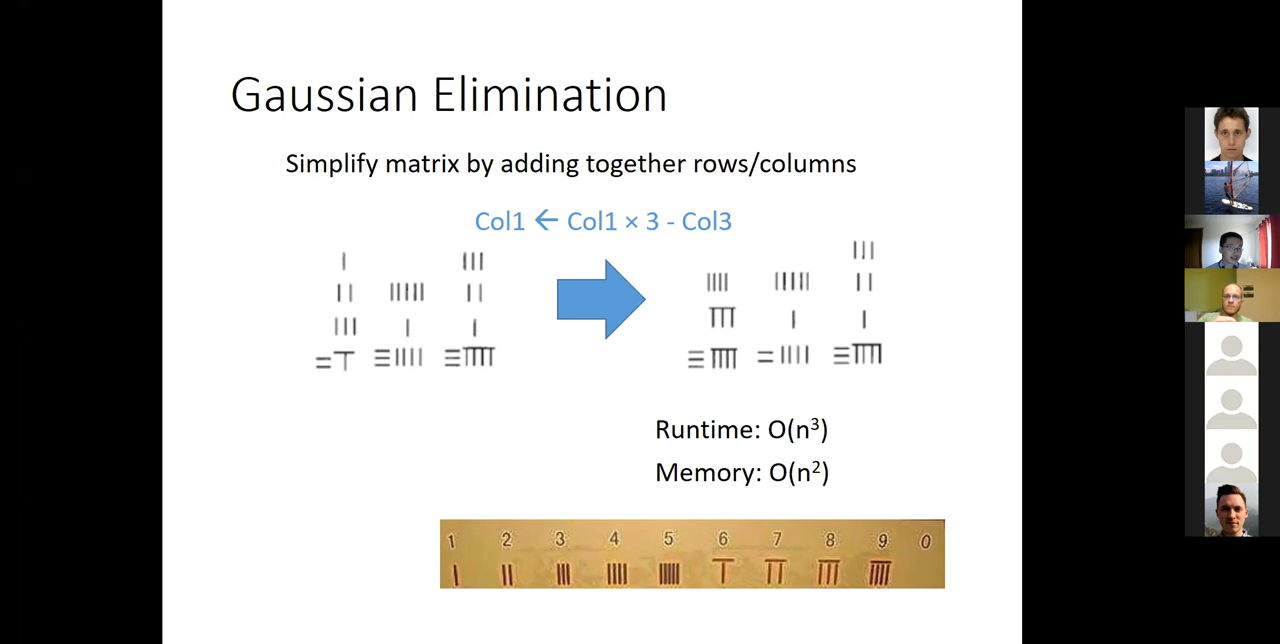 Gaussian Elimination
Simplify matrix by adding together rows/columns
Col1 ← Col1 × 3 - Col3
Runtime: O(n³)
Memory: O(n²)
1 2 3 4 5 6 7 8 9 0